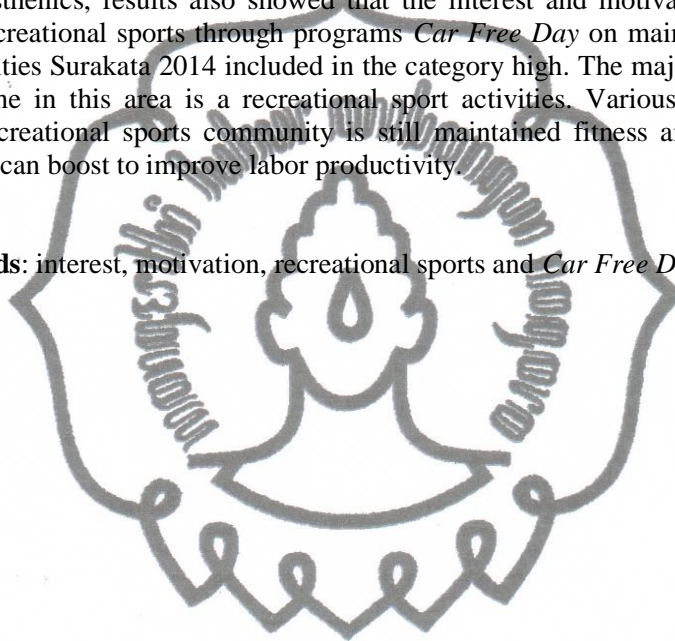 sthenics, results also showed that the interest and motiva
creational sports through programs Car Free Day on main
ities Surakata 2014 included in the category high. The maj
ne in this area is a recreational sport activities. Various
creational sports community is still maintained fitness a
can boost to improve labor productivity.
ds: interest, motivation, recreational sports and Car Free D